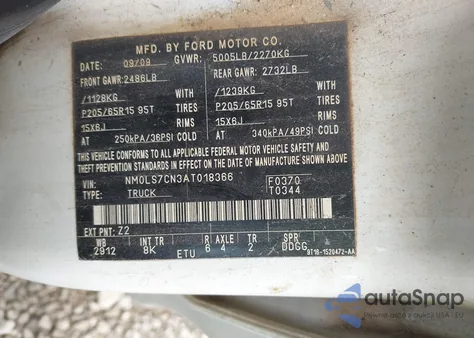 MFD. BY FORD MOTOR CO.
DATE: 09/09 GVWR: 5005LB/2270KG
FRONT GAWR:2486LB REAR GAWR: 2732LB
/1128KG /1239KG
P205/65R15 95T TIRES P205/65R15 95T TIRES
15X6J RIMS 15X6J RIMS
AT 250kPA/36PSI COLD AT 340kPA/49PSI COLD
THIS VEHICLE CONFORMS TO ALL APPLICABLE FEDERAL MOTOR VEHICLE
SAFETY AND THEFT PREVENTION STANDARDS IN EFFECT ON THE DATE OF MANUFACTURE
SHOWN ABOVE.
VIN: NM0LS7CN3AT018366 F0370
TYPE: TRUCK T0344
EXT PNT: Z2
WB INT TR R AXLE TR SPR
2912 8K 6 4 2 DDGG
ETU 9T16-1520472-AA
autoSnap